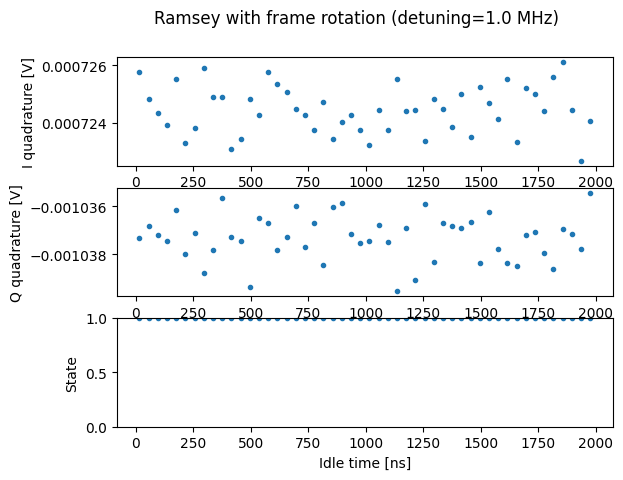 Ramsey with frame rotation (detuning=1.0 MHz)
I quadrature [V]
0.000726
0.000724
0 250 500 750 1000 1250 1500 1750 2000
Q quadrature [V]
−0.001036
−0.001038
0 250 500 750 1000 1250 1500 1750 2000
State
1.0
0.5
0.0
0 250 500 750 1000 1250 1500 1750 2000
Idle time [ns]